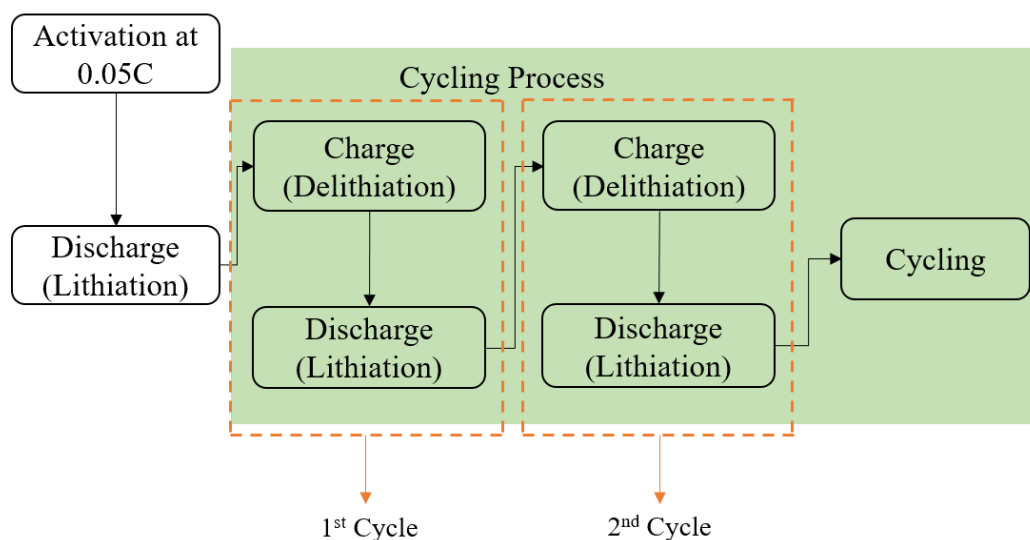 Activation at
0.05C
Cycling Process
Charge
(Delithiation)
Charge
(Delithiation)
Discharge
(Lithiation)
Cycling
Discharge
(Lithiation)
Discharge
(Lithiation)
1st Cycle
2nd Cycle